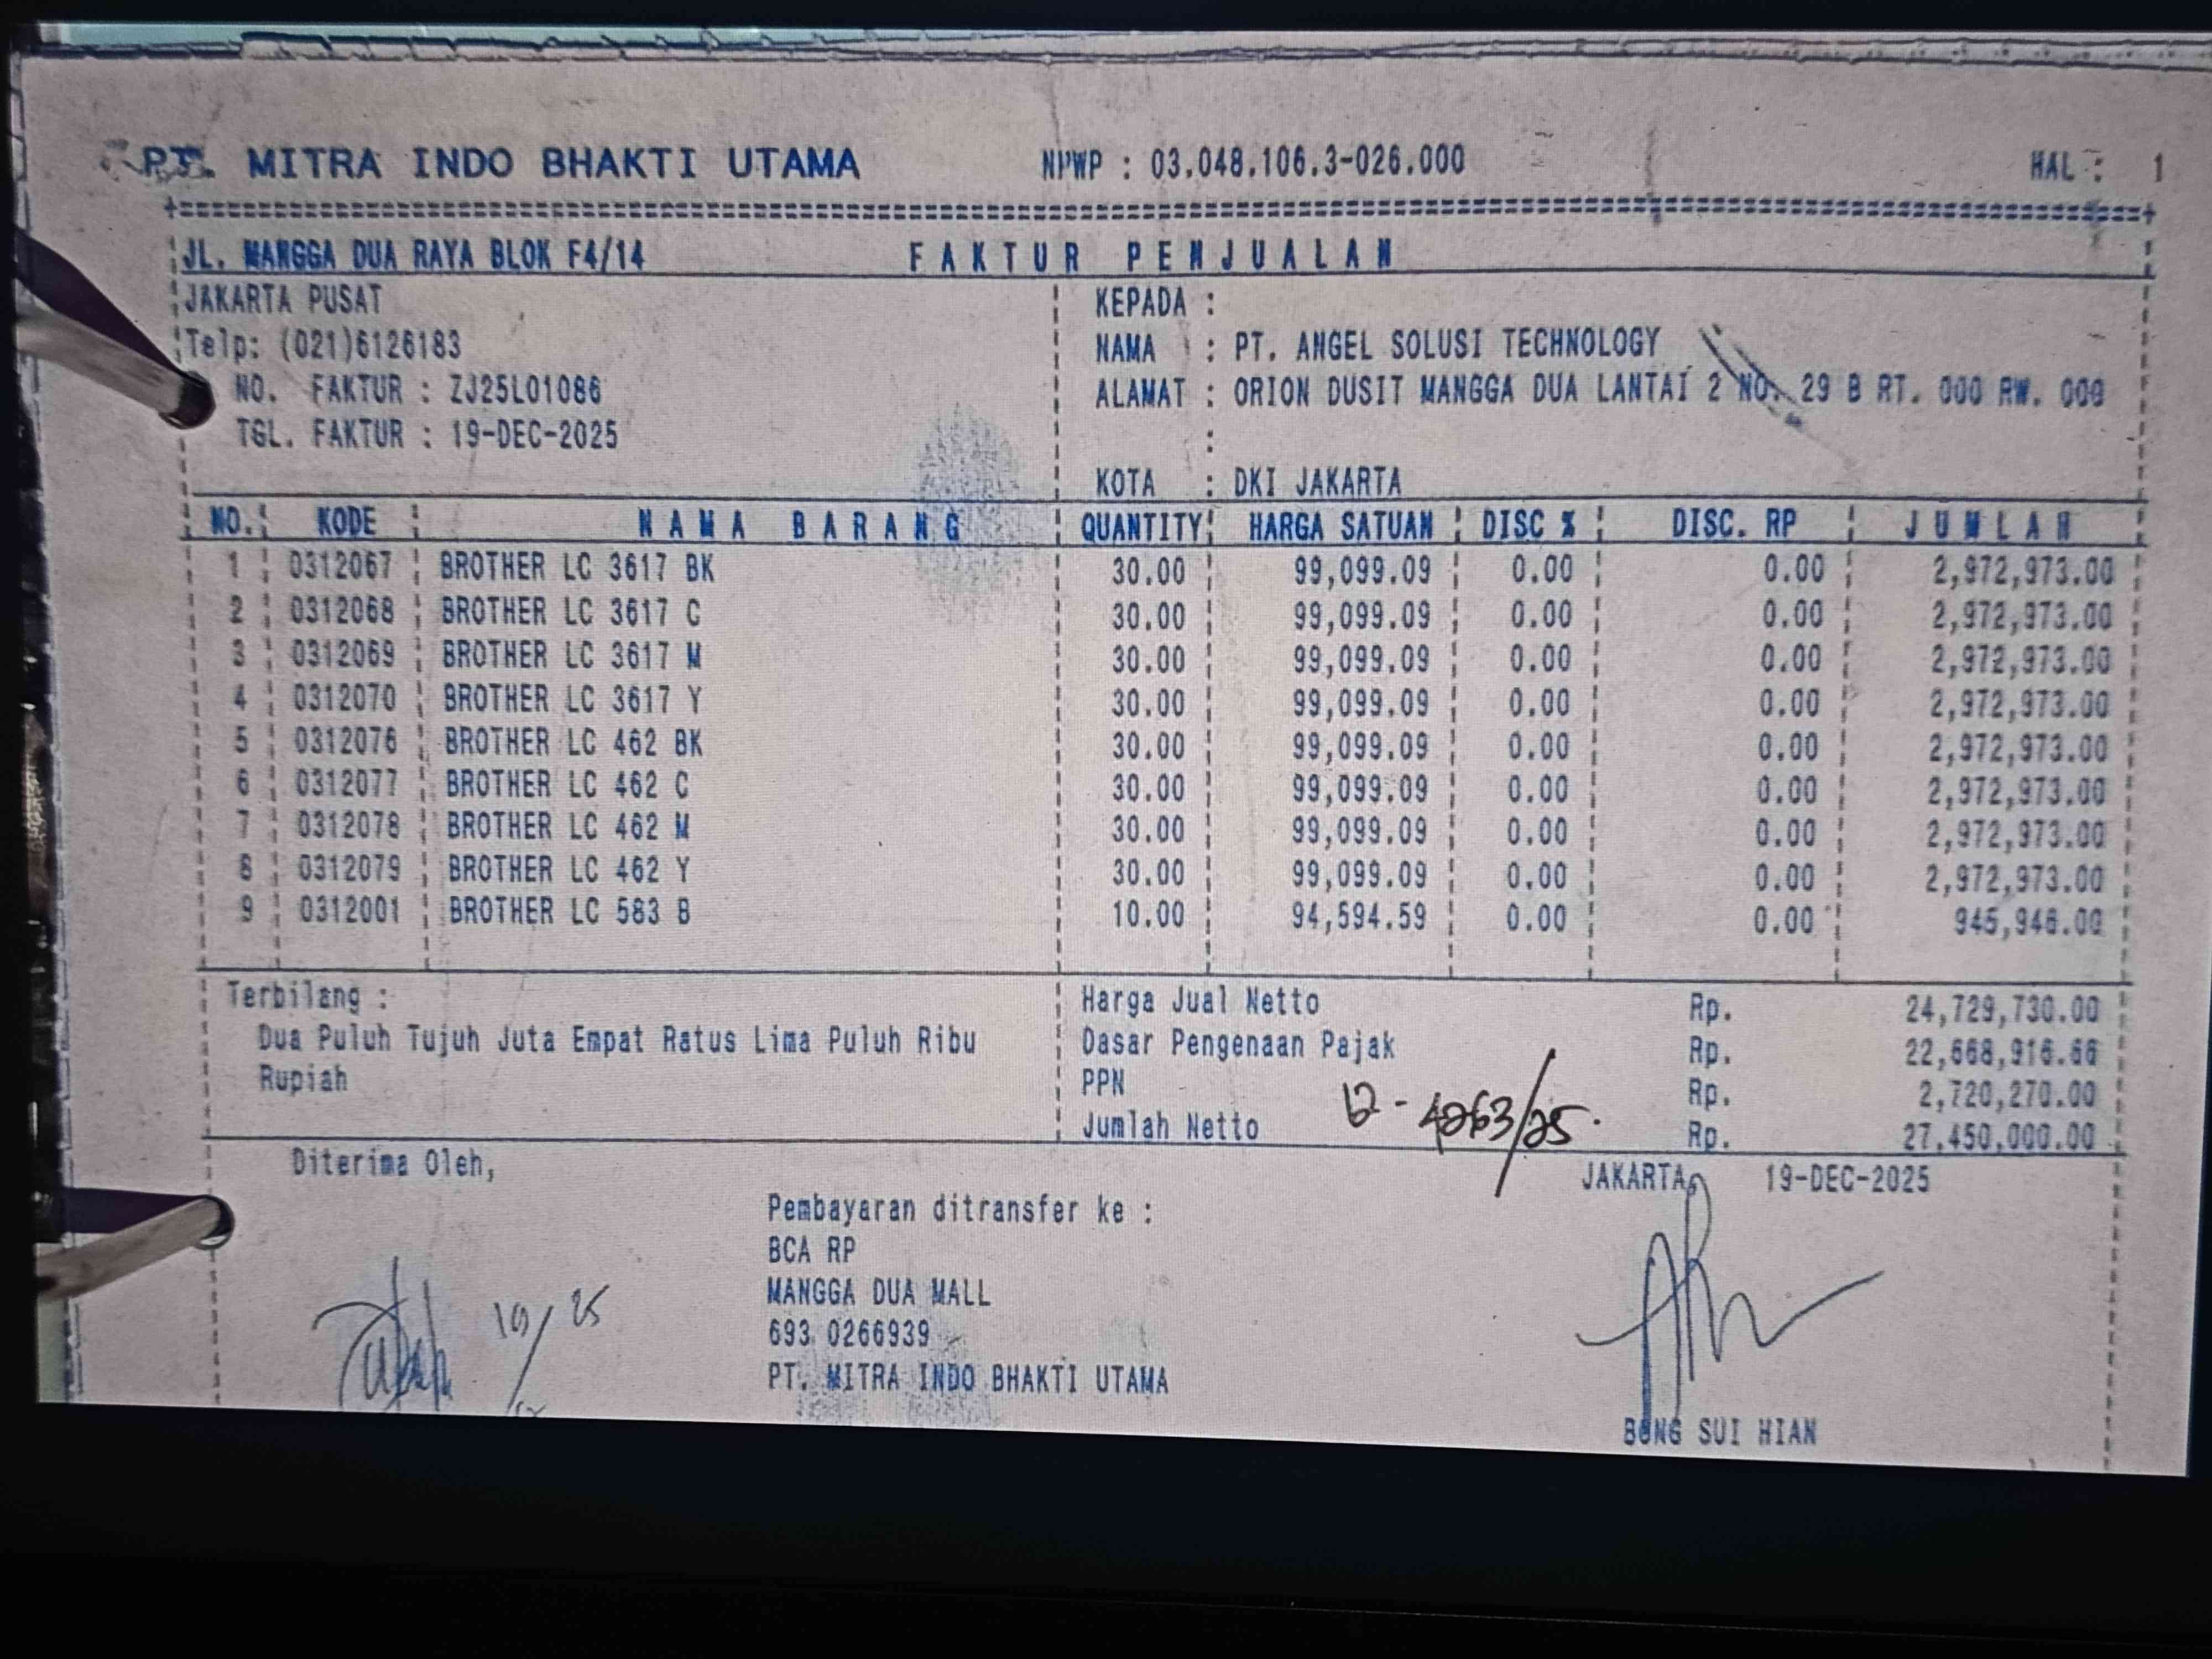 PT. MITRA INDO BHAKTI UTAMA NPWP : 03.048.106.3-026.000 HAL : 1
JL. MANGGA DUA RAYA BLOK F4/14 FAKTUR PENJUALAN
JAKARTA PUSAT KEPADA :
Telp: (021)6126183 NAMA : PT. ANGEL SOLUSI TECHNOLOGY
NO. FAKTUR : ZJ25L01086 ALAMAT : ORION DUSIT MANGGA DUA LANTAI 2 NO. 29 B RT. 000 RW. 000
TGL. FAKTUR : 19-DEC-2025 :
KOTA : DKI JAKARTA
NO. KODE NAMA BARANG QUANTITY HARGA SATUAN DISC % DISC. RP JUMLAH
1 0312067 BROTHER LC 3617 BK 30.00 99,099.09 0.00 0.00 2,972,973.00
2 0312068 BROTHER LC 3617 C 30.00 99,099.09 0.00 0.00 2,972,973.00
3 0312069 BROTHER LC 3617 M 30.00 99,099.09 0.00 0.00 2,972,973.00
4 0312070 BROTHER LC 3617 Y 30.00 99,099.09 0.00 0.00 2,972,973.00
5 0312076 BROTHER LC 462 BK 30.00 99,099.09 0.00 0.00 2,972,973.00
6 0312077 BROTHER LC 462 C 30.00 99,099.09 0.00 0.00 2,972,973.00
7 0312078 BROTHER LC 462 M 30.00 99,099.09 0.00 0.00 2,972,973.00
8 0312079 BROTHER LC 462 Y 30.00 99,099.09 0.00 0.00 2,972,973.00
9 0312001 BROTHER LC 583 B 10.00 94,594.59 0.00 0.00 945,946.00
Terbilang : Harga Jual Netto Rp. 24,729,730.00
Dua Puluh Tujuh Juta Empat Ratus Lima Puluh Ribu Dasar Pengenaan Pajak Rp. 22,668,916.66
Rupiah PPN Rp. 2,720,270.00
Jumlah Netto Rp. 27,450,000.00
Diterima Oleh, JAKARTA, 19-DEC-2025
Pembayaran ditransfer ke :
BCA RP
MANGGA DUA MALL
693 0266939
PT. MITRA INDO BHAKTI UTAMA
19/ 25
BONG SUI HIAN